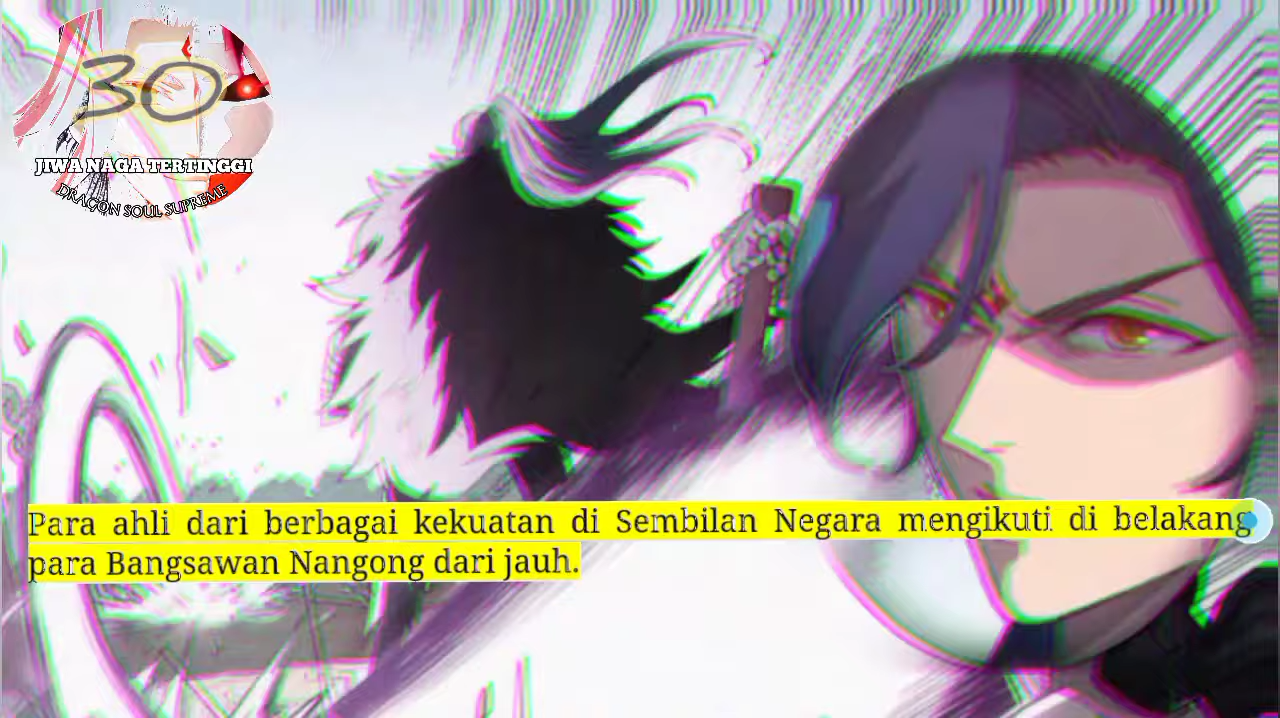 30
JIWA NAGA TERTINGGI
DRAGON SOUL SUPREME
Para ahli dari berbagai kekuatan di Sembilan Negara mengikuti di belakang
para Bangsawan Nangong dari jauh.